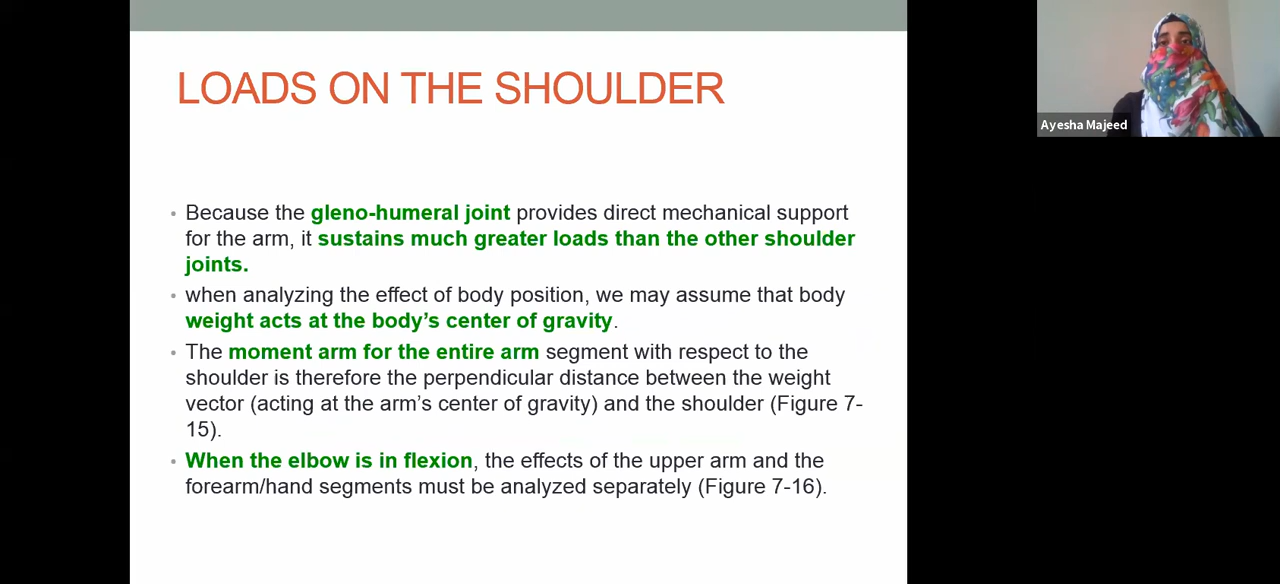 LOADS ON THE SHOULDER
Ayesha Majeed
• Because the gleno-humeral joint provides direct mechanical support
for the arm, it sustains much greater loads than the other shoulder
joints.
• when analyzing the effect of body position, we may assume that body
weight acts at the body's center of gravity.
• The moment arm for the entire arm segment with respect to the
shoulder is therefore the perpendicular distance between the weight
vector (acting at the arm's center of gravity) and the shoulder (Figure 7-
15).
• When the elbow is in flexion, the effects of the upper arm and the
forearm/hand segments must be analyzed separately (Figure 7-16).